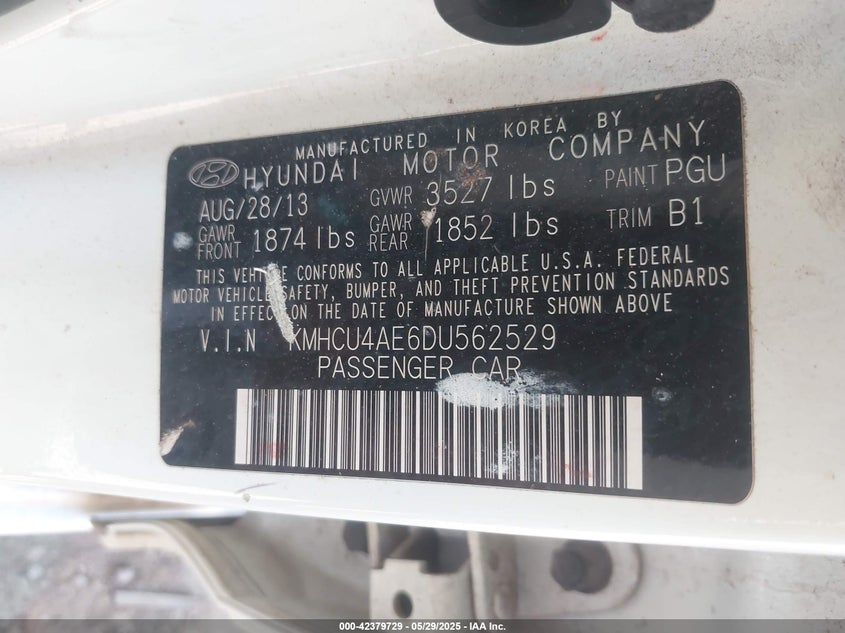 MANUFACTURED IN KOREA BY
HYUNDAI MOTOR COMPANY
AUG/28/13 GVWR 3527 lbs PAINT PGU
GAWR FRONT 1874 lbs GAWR REAR 1852 lbs TRIM B1
THIS VEHICLE CONFORMS TO ALL APPLICABLE U.S.A. FEDERAL
MOTOR VEHICLE SAFETY, BUMPER, AND THEFT PREVENTION STANDARDS
IN EFFECT ON THE DATE OF MANUFACTURE SHOWN ABOVE
V.I.N KMHCU4AE6DU562529
PASSENGER CAR
000-42379729 - 05/29/2025 - IAA Inc.